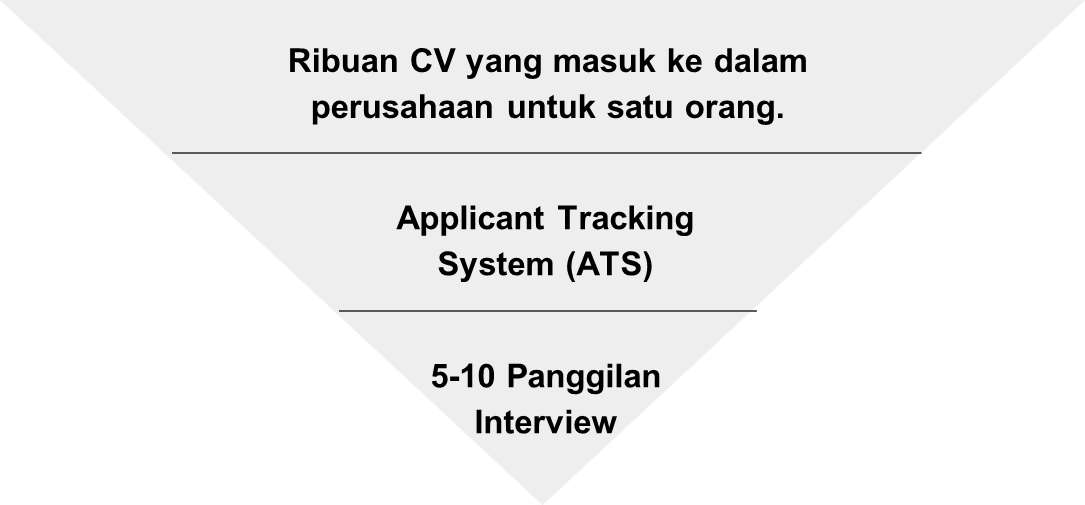 Ribuan CV yang masuk ke dalam
perusahaan untuk satu orang.
Applicant Tracking
System (ATS)
5-10 Panggilan
Interview